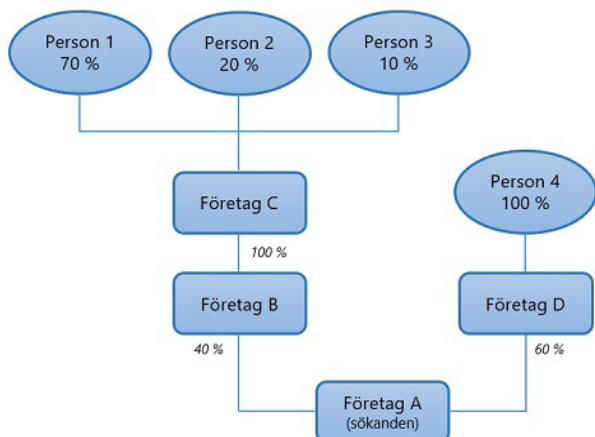 Person 1
70 %
Person 2
20 %
Person 3
10 %
Företag C
Person 4
100 %
100 %
Företag B
Företag D
40 %
60 %
Företag A
(sökanden)